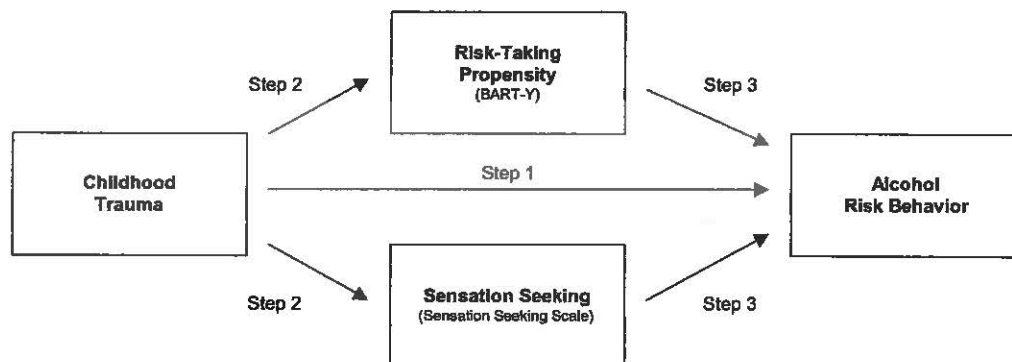 Risk-Taking
Propensity
(BART-Y)
Step 2
Step 3
Childhood
Trauma
Step 1
Alcohol
Risk Behavior
Step 2
Sensation Seeking
(Sensation Seeking Scale)
Step 3